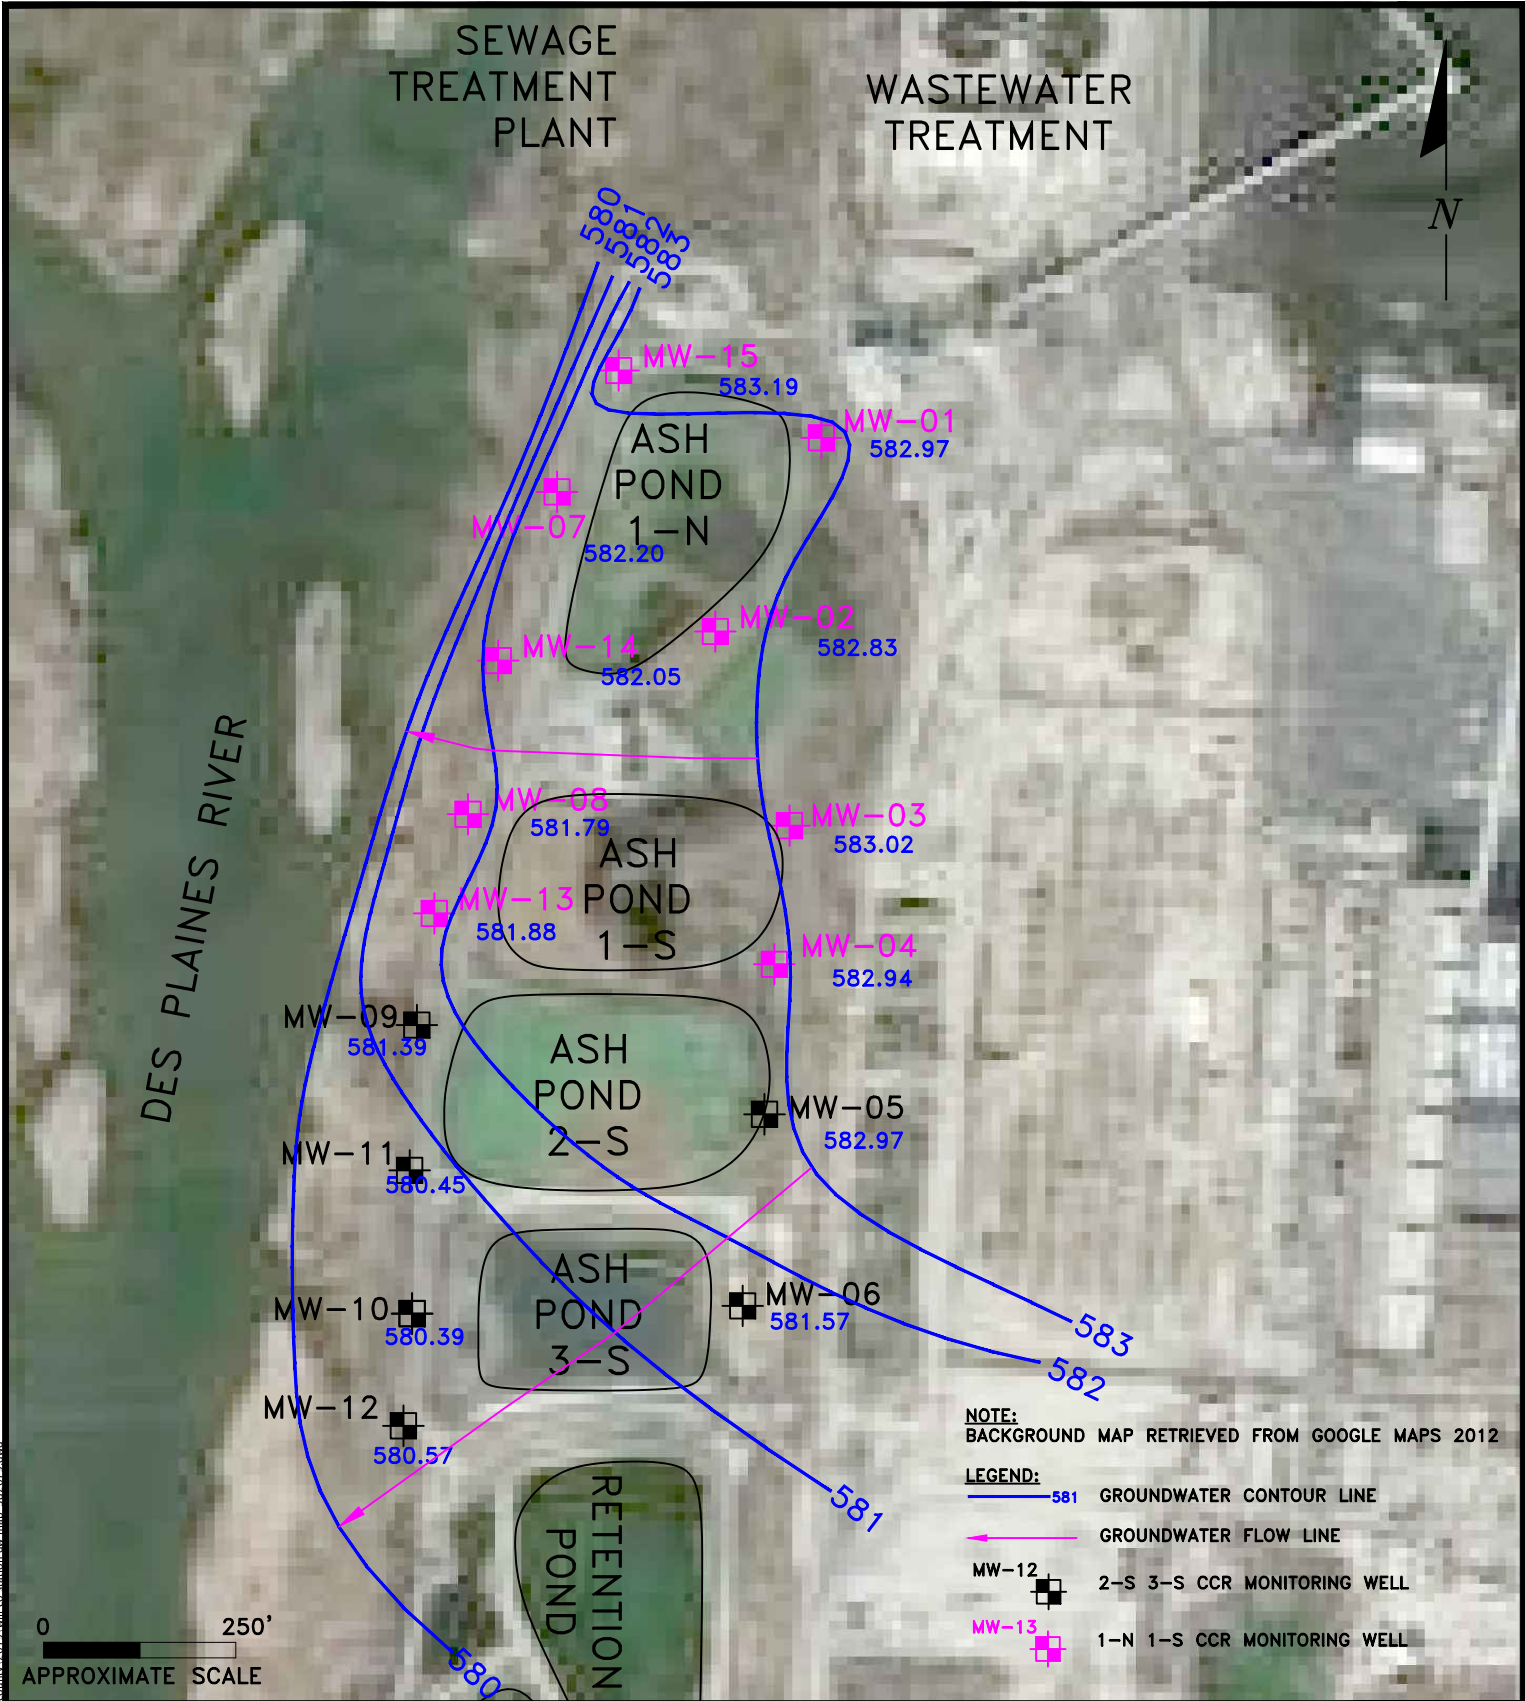 SEWAGE
TREATMENT
PLANT
WASTEWATER
TREATMENT
N
580
581
582
583
MW-15
583.19
MW-01
582.97
ASH
POND
1-N
MW-07
582.20
MW-02
582.83
MW-14
582.05
DES PLAINES RIVER
MW-08
581.79
MW-03
583.02
ASH
POND
1-S
MW-13
581.88
MW-04
582.94
MW-09
581.39
ASH
POND
2-S
MW-05
582.97
MW-11
580.45
ASH
POND
3-S
MW-06
581.57
MW-10
580.39
583
582
MW-12
580.57
581
580
RETENTION
POND
NOTE:
BACKGROUND MAP RETRIEVED FROM GOOGLE MAPS 2012
LEGEND:
581 GROUNDWATER CONTOUR LINE
GROUNDWATER FLOW LINE
MW-12
2-S 3-S CCR MONITORING WELL
MW-13
1-N 1-S CCR MONITORING WELL
0 250'
APPROXIMATE SCALE